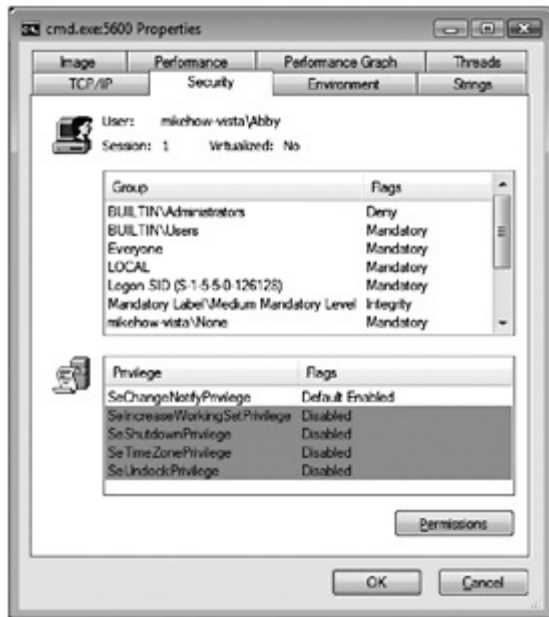 cmd.exe:5600 Properties
Image Performance Performance Graph Threads
TCP/IP Security Environment Strings
User: mikehow-vista\Abby
Session: 1 Virtualized: No
Group Flags
BUILTIN\Administrators Deny
BUILTIN\Users Mandatory
Everyone Mandatory
LOCAL Mandatory
Logon SID (S-1-5-5-0-126128) Mandatory
Mandatory Label\Medium Mandatory Level Integrity
mikehow-vista\None Mandatory
Privilege Flags
SeChangeNotifyPrivilege Default Enabled
SeIncreaseWorkingSetPrivilege Disabled
SeShutdownPrivilege Disabled
SeTimeZonePrivilege Disabled
SeUndockPrivilege Disabled
Permissions
OK Cancel